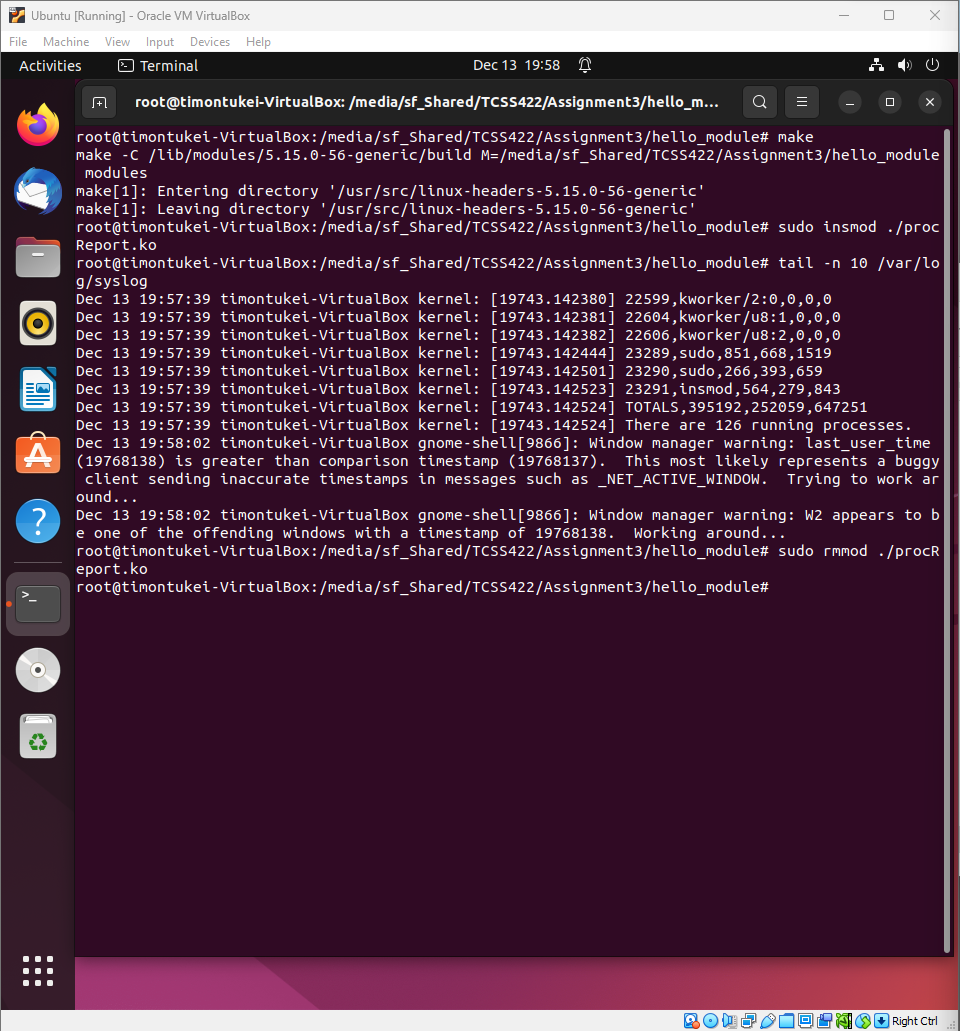 Ubuntu [Running] - Oracle VM VirtualBox
File Machine View Input Devices Help
Activities Terminal Dec 13 19:58
root@timontukei-VirtualBox: /media/sf_Shared/TCSS422/Assignment3/hello_m...
root@timontukei-VirtualBox:/media/sf_Shared/TCSS422/Assignment3/hello_module# make
make -C /lib/modules/5.15.0-56-generic/build M=/media/sf_Shared/TCSS422/Assignment3/hello_module
 modules
make[1]: Entering directory '/usr/src/linux-headers-5.15.0-56-generic'
make[1]: Leaving directory '/usr/src/linux-headers-5.15.0-56-generic'
root@timontukei-VirtualBox:/media/sf_Shared/TCSS422/Assignment3/hello_module# sudo insmod ./proc
Report.ko
root@timontukei-VirtualBox:/media/sf_Shared/TCSS422/Assignment3/hello_module# tail -n 10 /var/lo
g/syslog
Dec 13 19:57:39 timontukei-VirtualBox kernel: [19743.142380] 22599,kworker/2:0,0,0,0
Dec 13 19:57:39 timontukei-VirtualBox kernel: [19743.142381] 22604,kworker/u8:1,0,0,0
Dec 13 19:57:39 timontukei-VirtualBox kernel: [19743.142382] 22606,kworker/u8:2,0,0,0
Dec 13 19:57:39 timontukei-VirtualBox kernel: [19743.142444] 23289,sudo,851,668,1519
Dec 13 19:57:39 timontukei-VirtualBox kernel: [19743.142501] 23290,sudo,266,393,659
Dec 13 19:57:39 timontukei-VirtualBox kernel: [19743.142523] 23291,insmod,564,279,843
Dec 13 19:57:39 timontukei-VirtualBox kernel: [19743.142524] TOTALS,395192,252059,647251
Dec 13 19:57:39 timontukei-VirtualBox kernel: [19743.142524] There are 126 running processes.
Dec 13 19:58:02 timontukei-VirtualBox gnome-shell[9866]: Window manager warning: last_user_time
(19768138) is greater than comparison timestamp (19768137).  This most likely represents a buggy
 client sending inaccurate timestamps in messages such as _NET_ACTIVE_WINDOW.  Trying to work ar
ound...
Dec 13 19:58:02 timontukei-VirtualBox gnome-shell[9866]: Window manager warning: W2 appears to b
e one of the offending windows with a timestamp of 19768138.  Working around...
root@timontukei-VirtualBox:/media/sf_Shared/TCSS422/Assignment3/hello_module# sudo rmmod ./procR
eport.ko
root@timontukei-VirtualBox:/media/sf_Shared/TCSS422/Assignment3/hello_module#
Right Ctrl